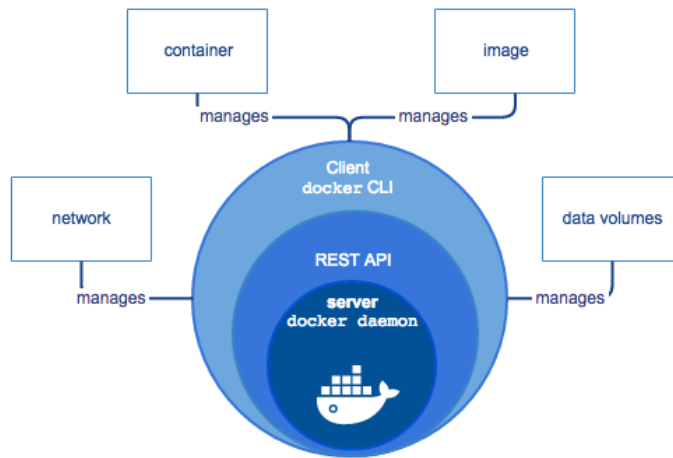 container
image
manages
manages
Client
docker CLI
network
data volumes
REST API
manages
server
manages
docker daemon